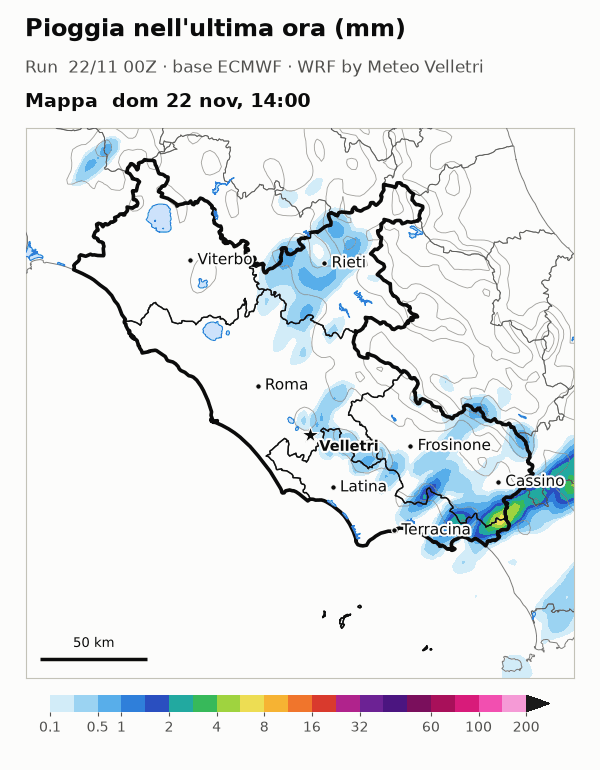 Pioggia nell'ultima ora (mm)
Run 22/11 00Z · base ECMWF · WRF by Meteo Velletri
Mappa dom 22 nov, 14:00
Viterbo
Rieti
Roma
Velletri
Frosinone
Latina
Cassino
Terracina
50 km
0.1 0.5 1 2 4 8 16 32 60 100 200